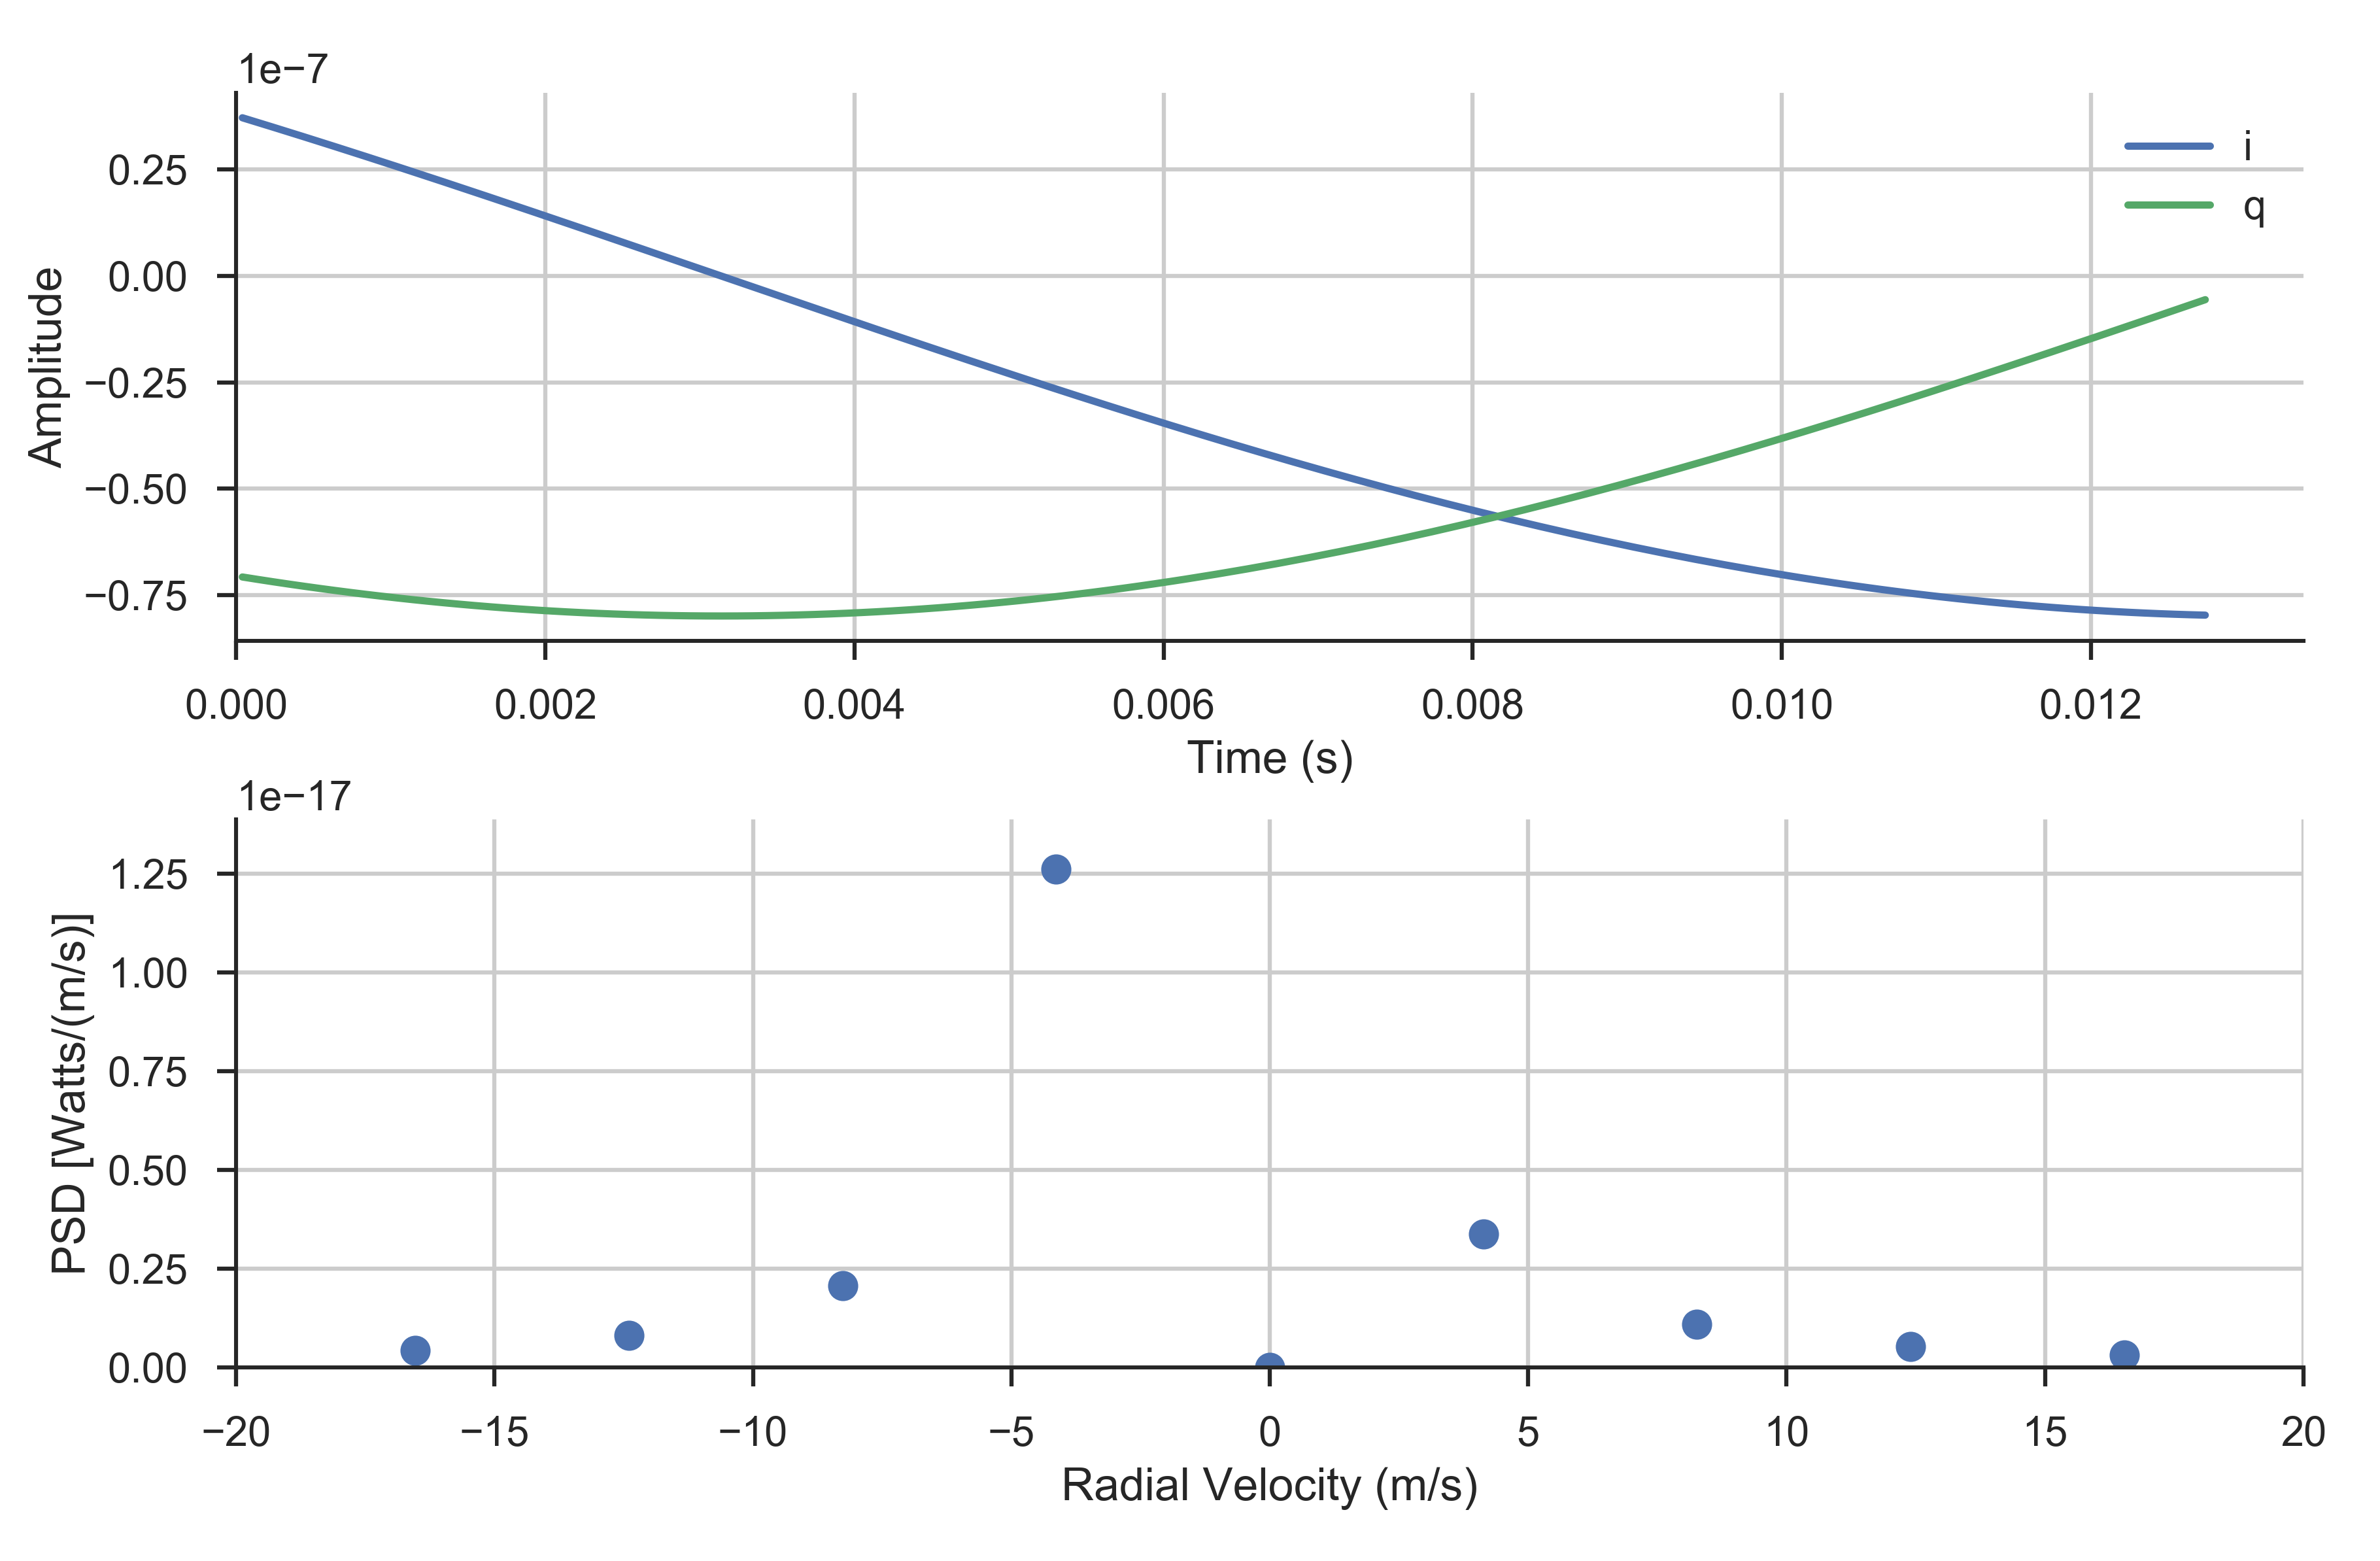 1e−7
0.25
0.00
−0.25
−0.50
−0.75
Amplitude
i
q
0.000 0.002 0.004 0.006 0.008 0.010 0.012
Time (s)
1e−17
1.25
1.00
0.75
0.50
0.25
0.00
PSD [Watts/(m/s)]
−20 −15 −10 −5 0 5 10 15 20
Radial Velocity (m/s)